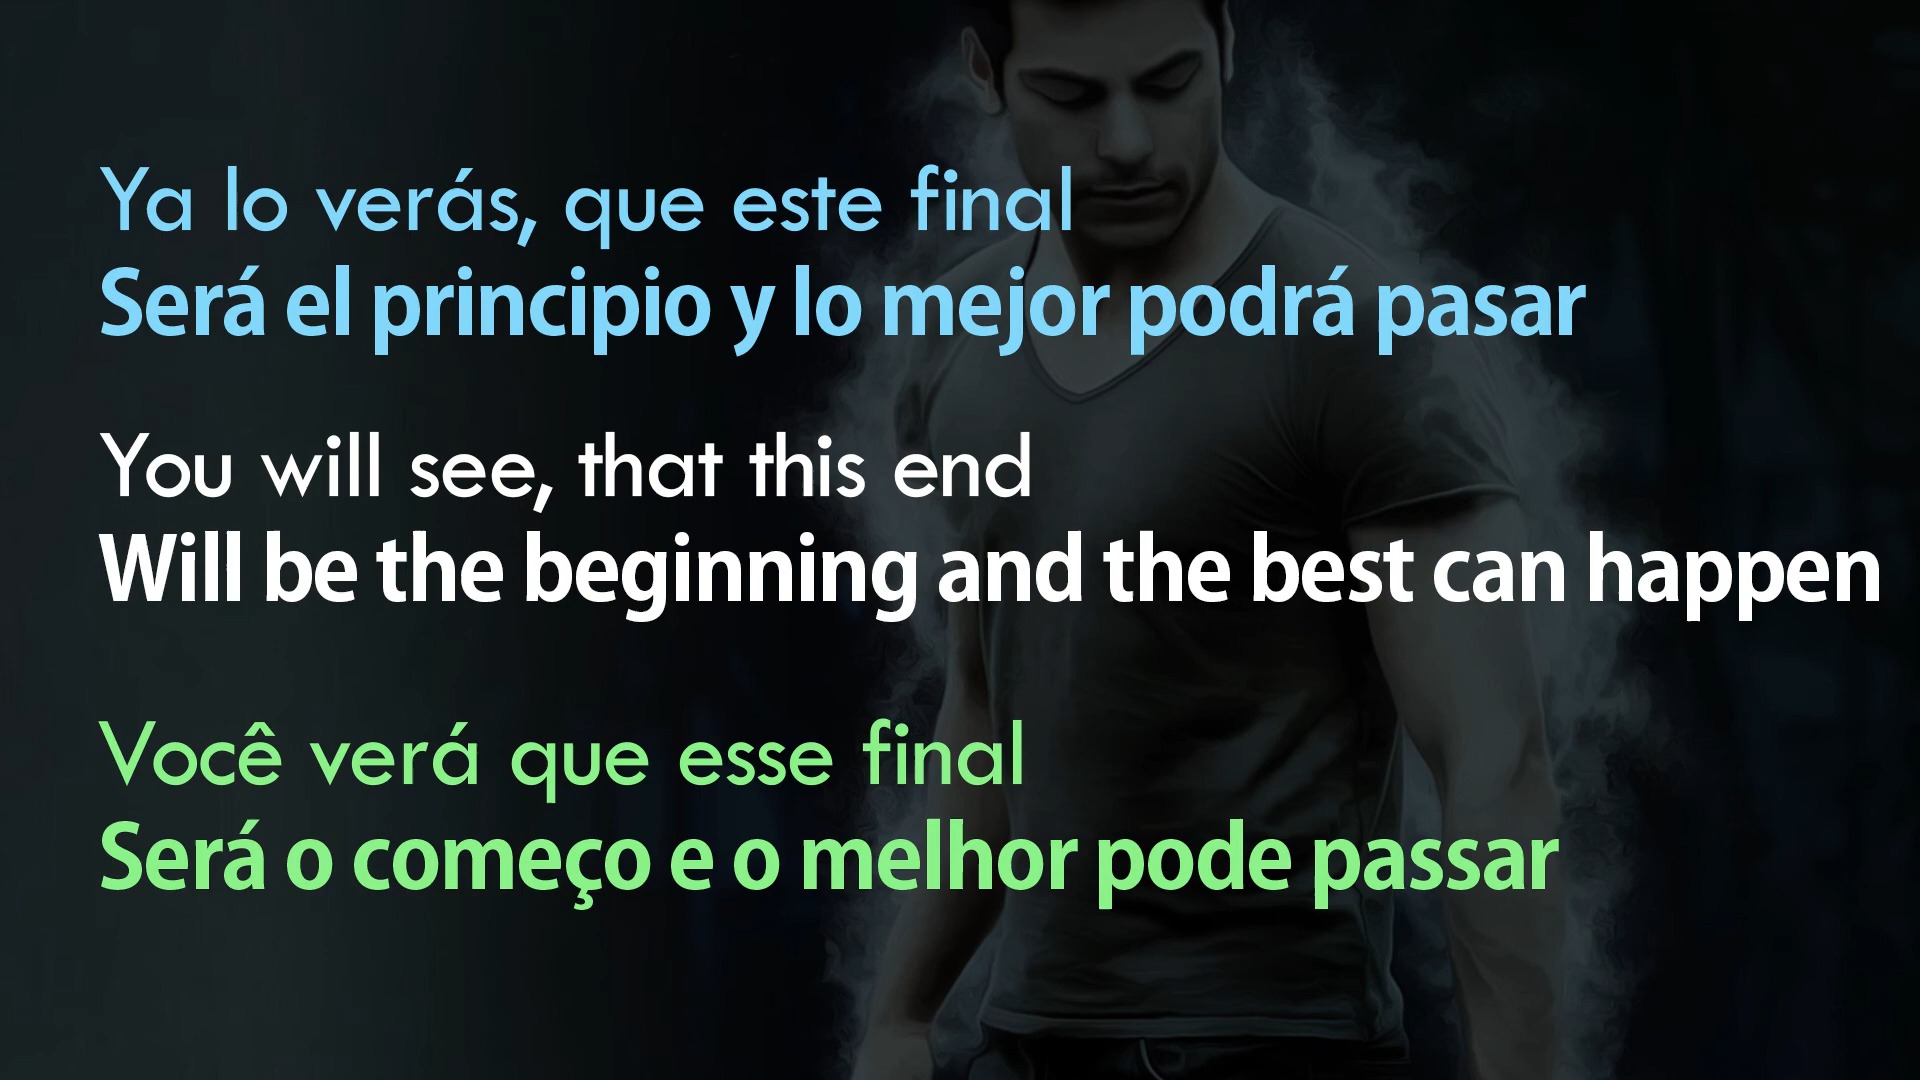 Ya lo verás, que este final
Será el principio y lo mejor podrá pasar
You will see, that this end
Will be the beginning and the best can happen
Você verá que esse final
Será o começo e o melhor pode passar